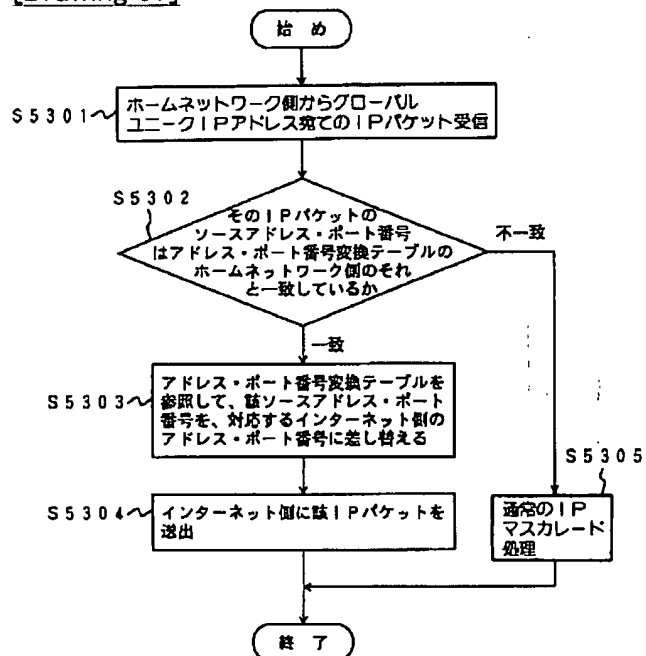 始 め
S5301
ホームネットワーク側からグローバル
ユニークIPアドレス宛てのIPパケット受信
S5302
そのIPパケットの
ソースアドレス・ポート番号
はアドレス・ポート番号変換テーブルの
ホームネットワーク側のそれ
と一致しているか
不一致
一致
S5303
アドレス・ポート番号変換テーブルを
参照して、該ソースアドレス・ポート
番号を、対応するインターネット側の
アドレス・ポート番号に差し替える
S5305
S5304
インターネット側に該IPパケットを
送出
通常のIP
マスカレード
処理
終 了